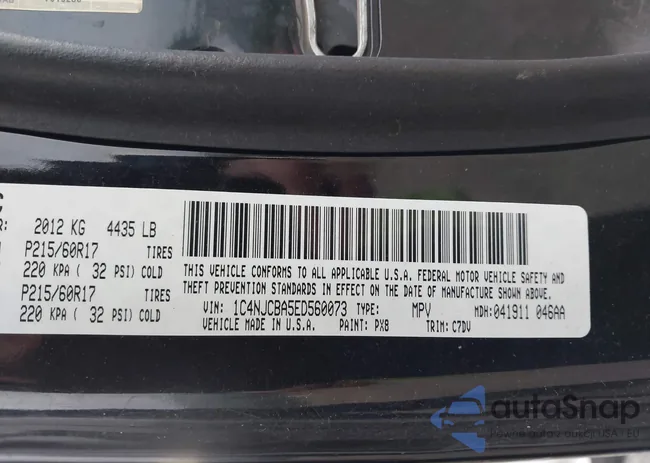 2012 KG 4435 LB
P215/60R17 TIRES
220 KPA ( 32 PSI) COLD
P215/60R17 TIRES
220 KPA ( 32 PSI) COLD
THIS VEHICLE CONFORMS TO ALL APPLICABLE U.S.A. FEDERAL MOTOR VEHICLE SAFETY AND
THEFT PREVENTION STANDARDS IN EFFECT ON THE DATE OF MANUFACTURE SHOWN ABOVE.
VIN: 1C4NJCBA5ED560073 TYPE: MPV MDH:041911 046AA
VEHICLE MADE IN U.S.A. PAINT: PX8 TRIM: C7DV
autoSnap